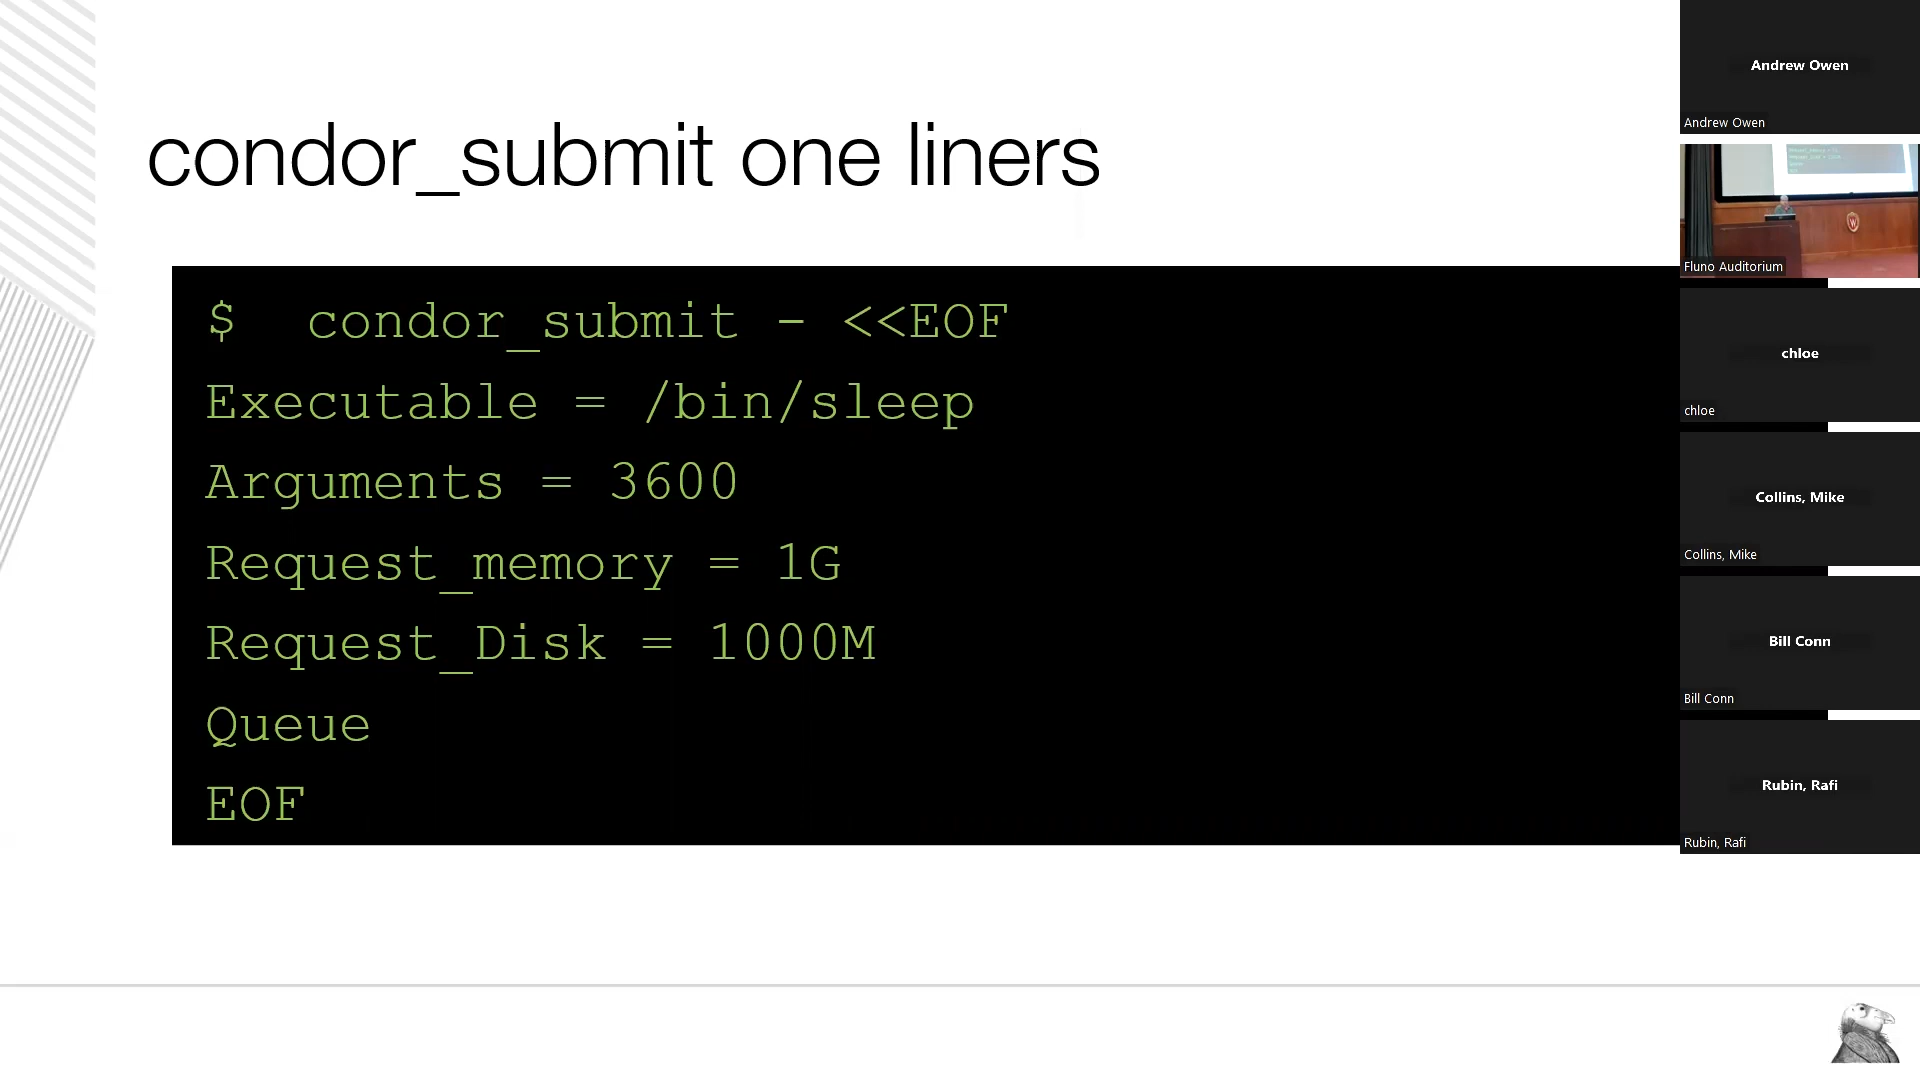 condor_submit one liners
$  condor_submit - <<EOF
Executable = /bin/sleep
Arguments = 3600
Request_memory = 1G
Request_Disk = 1000M
Queue
EOF
Andrew Owen
Andrew Owen
Fluno Auditorium
chloe
chloe
Collins, Mike
Collins, Mike
Bill Conn
Bill Conn
Rubin, Rafi
Rubin, Rafi